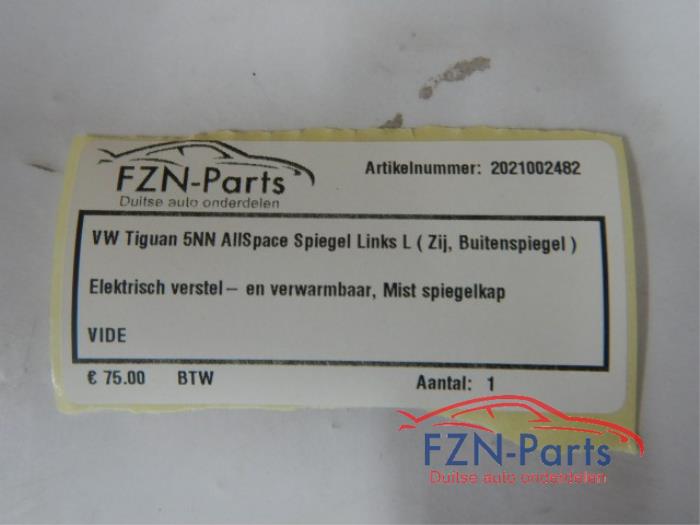 FZN-Parts
Duitse auto onderdelen
Artikelnummer: 2021002482
VW Tiguan 5NN AllSpace Spiegel Links L ( Zij, Buitenspiegel )
Elektrisch verstel– en verwarmbaar, Mist spiegelkap
VIDE
€ 75.00 BTW Aantal: 1
FZN-Parts
Duitse auto onderdelen